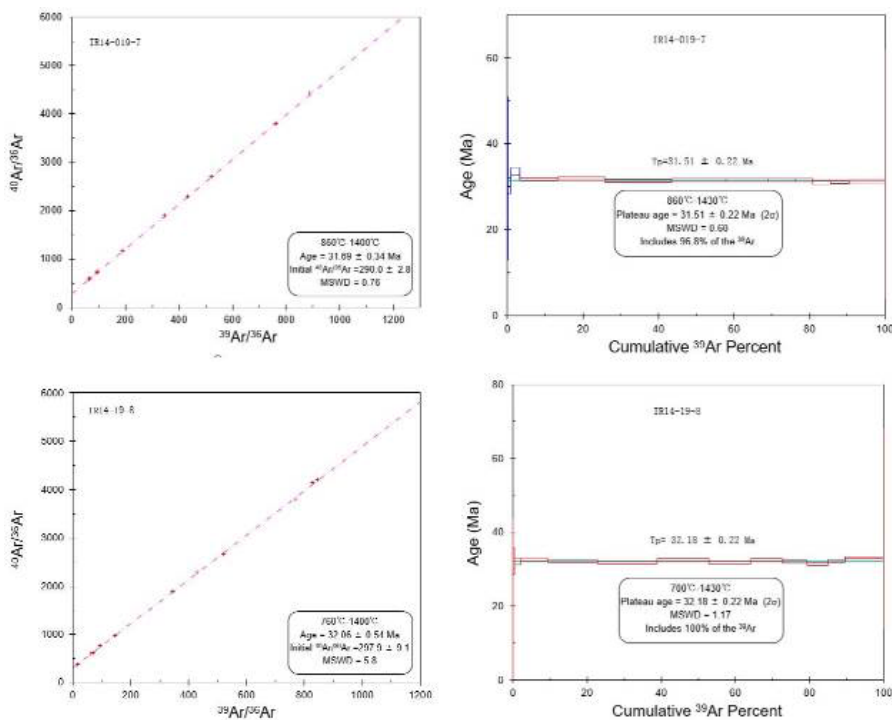 6000
5000
4000
3000
2000
1000
0
⁴⁰Ar/³⁶Ar
IR14-019-7
860℃-1400℃
Age = 31.69 ± 0.34 Ma
Initial ⁴⁰Ar/³⁶Ar =290.0 ± 2.8
MSWD = 0.76
0 200 400 600 800 1000 1200
³⁹Ar/³⁶Ar
60
40
20
0
Age (Ma)
IR14-019-7
Tp=31.51 ± 0.22 Ma
860℃-1430℃
Plateau age = 31.51 ± 0.22 Ma (2σ)
MSWD = 0.60
Includes 96.8% of the ³⁹Ar
0 20 40 60 80 100
Cumulative ³⁹Ar Percent
6000
5000
4000
3000
2000
1000
0
⁴⁰Ar/³⁶Ar
IR14-19-8
760℃-1400℃
Age = 32.06 ± 0.54 Ma
Initial ⁴⁰Ar/³⁶Ar =297.9 ± 9.1
MSWD = 5.8
0 200 400 600 800 1000 1200
³⁹Ar/³⁶Ar
80
60
40
20
0
Age (Ma)
IR14-19-8
Tp= 32.18 ± 0.22 Ma
700℃-1430℃
Plateau age = 32.18 ± 0.22 Ma (2σ)
MSWD = 1.17
Includes 100% of the ³⁹Ar
0 20 40 60 80 100
Cumulative ³⁹Ar Percent